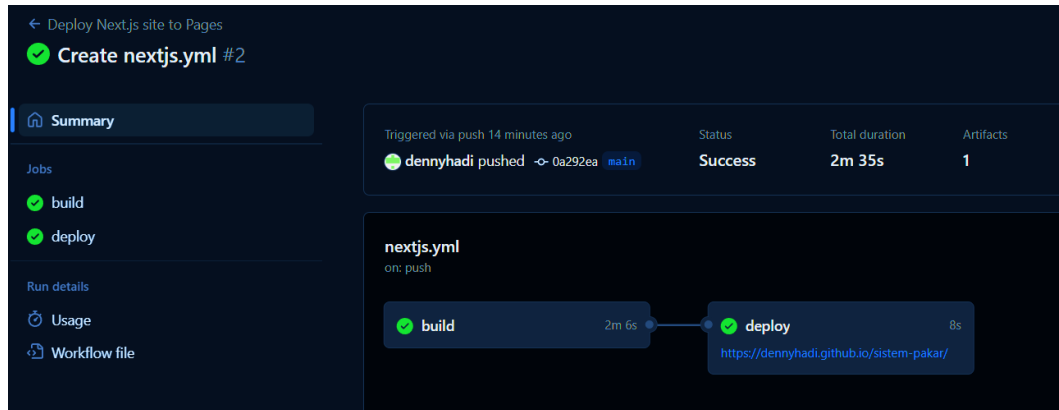 ← Deploy Next.js site to Pages
Create nextjs.yml #2
Summary
Jobs
build
deploy
Run details
Usage
Workflow file
Triggered via push 14 minutes ago
dennyhadi pushed 0a292ea main
Status
Success
Total duration
2m 35s
Artifacts
1
nextjs.yml
on: push
build 2m 6s
deploy 8s
https://dennyhadi.github.io/sistem-pakar/